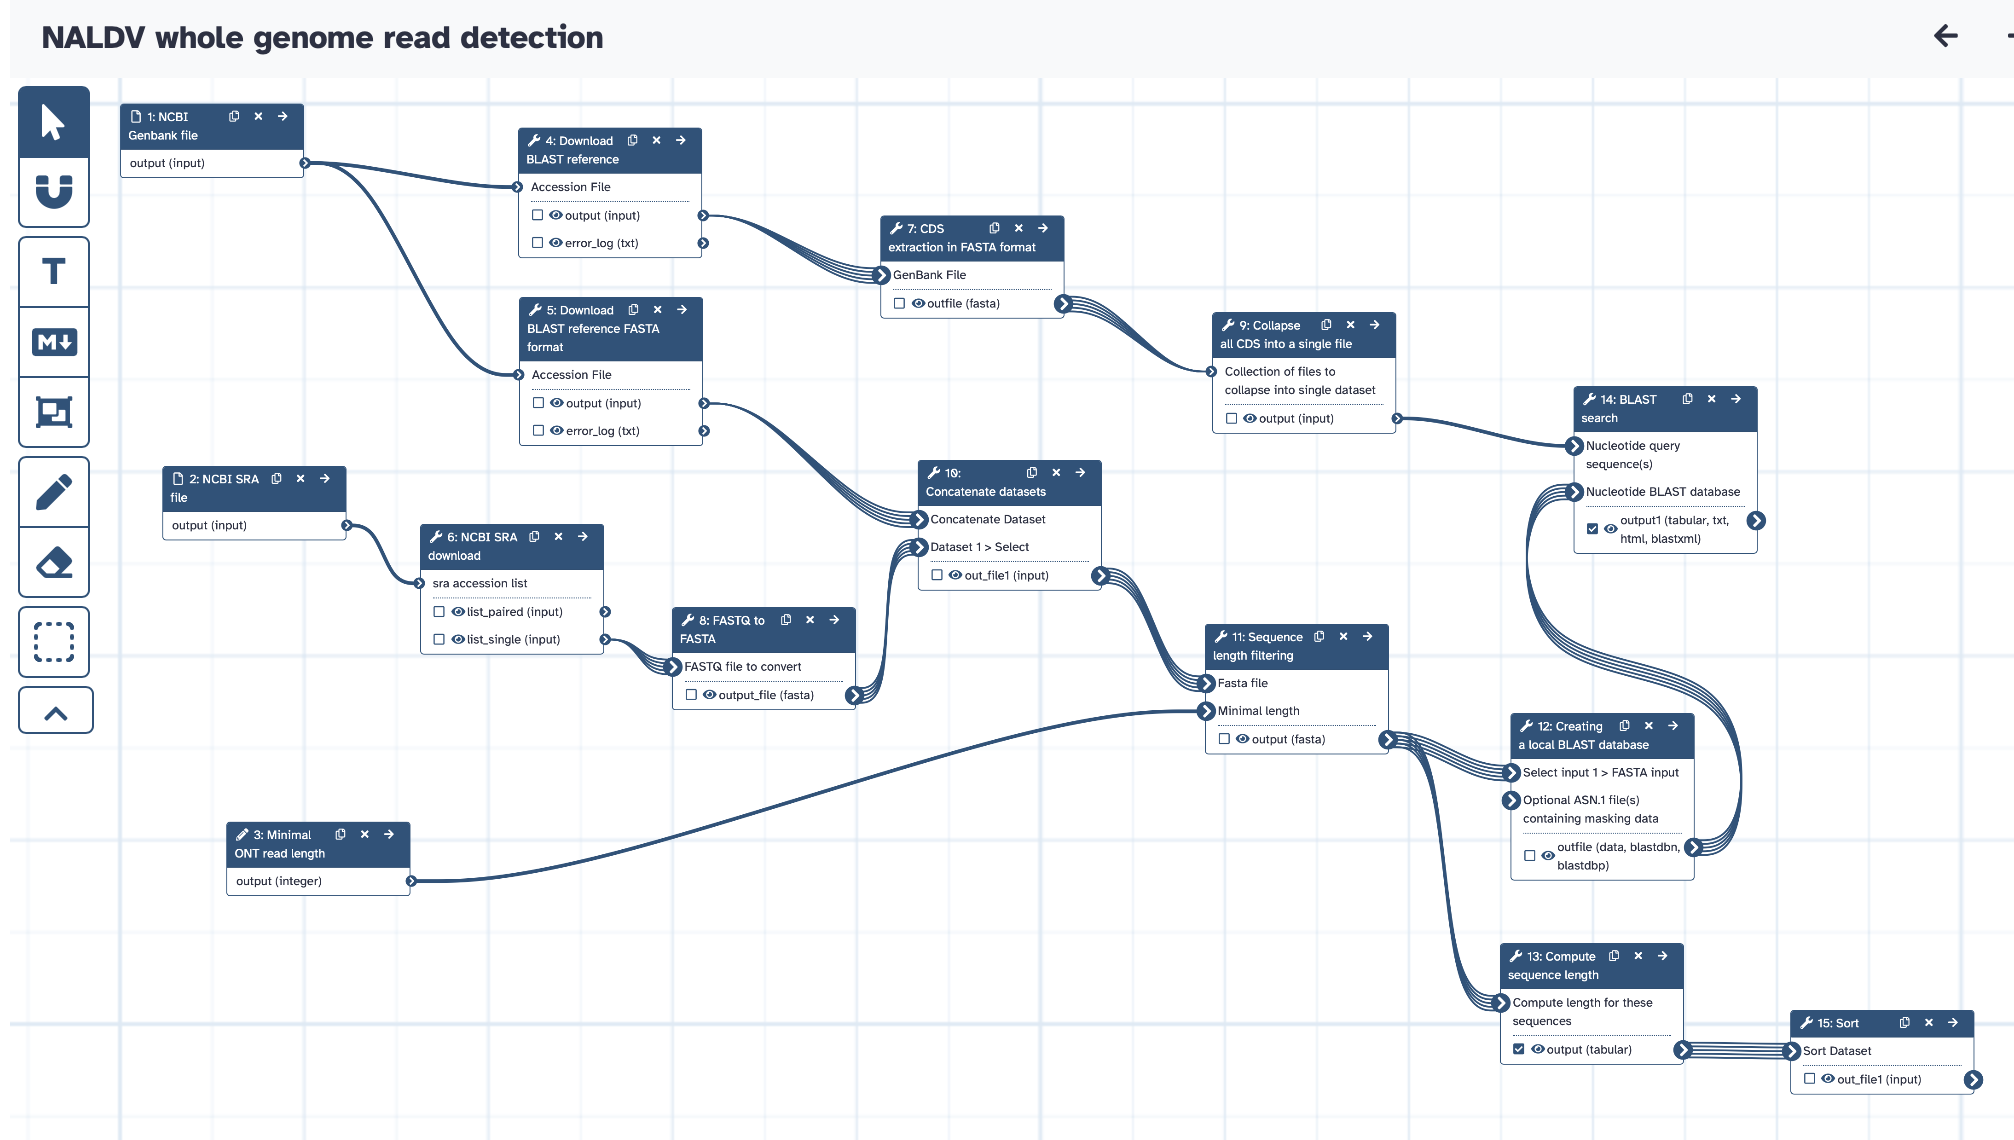 NALDV whole genome read detection
1: NCBI
Genbank file
output (input)
4: Download
BLAST reference
Accession File
output (input)
error_log (txt)
5: Download
BLAST reference FASTA
format
Accession File
output (input)
error_log (txt)
7: CDS
extraction in FASTA format
GenBank File
outfile (fasta)
9: Collapse
all CDS into a single file
Collection of files to
collapse into single dataset
output (input)
14: BLAST
search
Nucleotide query
sequence(s)
Nucleotide BLAST database
output1 (tabular, txt,
html, blastxml)
2: NCBI SRA
file
output (input)
6: NCBI SRA
download
sra accession list
list_paired (input)
list_single (input)
10:
Concatenate datasets
Concatenate Dataset
Dataset 1 > Select
out_file1 (input)
8: FASTQ to
FASTA
FASTQ file to convert
output_file (fasta)
11: Sequence
length filtering
Fasta file
Minimal length
output (fasta)
12: Creating
a local BLAST database
Select input 1 > FASTA input
Optional ASN.1 file(s)
containing masking data
outfile (data, blastdbn,
blastdbp)
3: Minimal
ONT read length
output (integer)
13: Compute
sequence length
Compute length for these
sequences
output (tabular)
15: Sort
Sort Dataset
out_file1 (input)
T
M